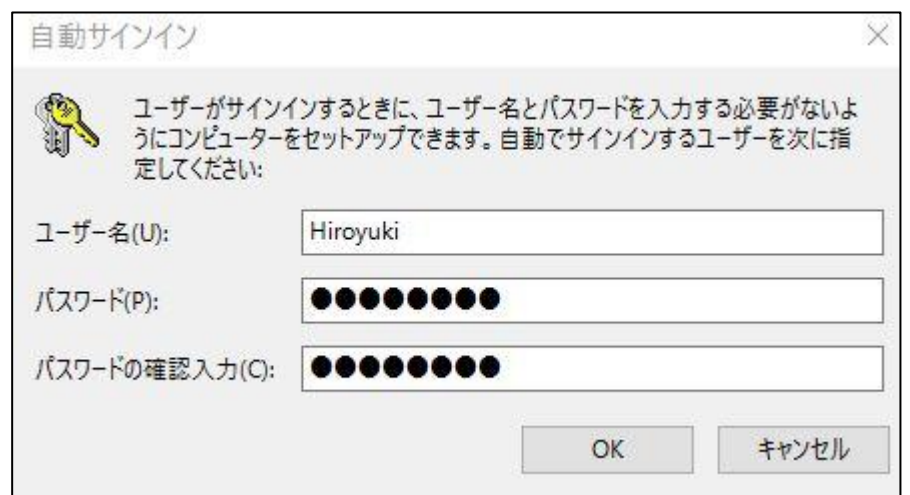 自動サインイン
ユーザーがサインインするときに、ユーザー名とパスワードを入力する必要がないよ
うにコンピューターをセットアップできます。自動でサインインするユーザーを次に指
定してください:
ユーザー名(U):
Hiroyuki
パスワード(P):
●●●●●●●●
パスワードの確認入力(C):
●●●●●●●●
OK
キャンセル